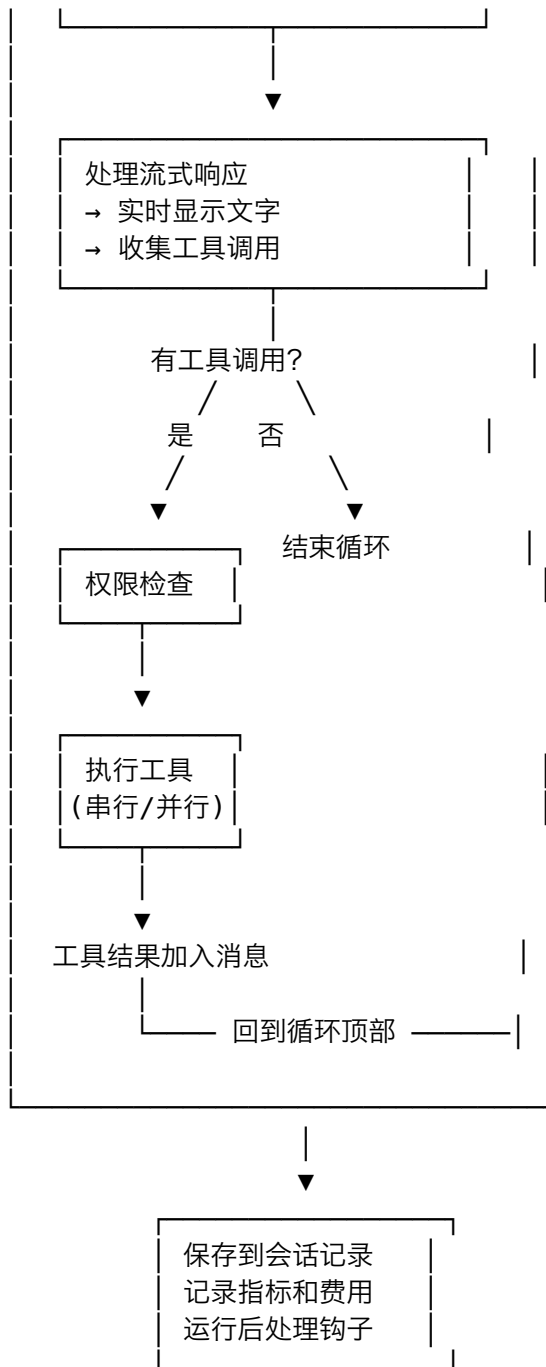 处理流式响应
→ 实时显示文字
→ 收集工具调用
有工具调用?
是 否
结束循环
权限检查
执行工具
(串行/并行)
工具结果加入消息
回到循环顶部
保存到会话记录
记录指标和费用
运行后处理钩子